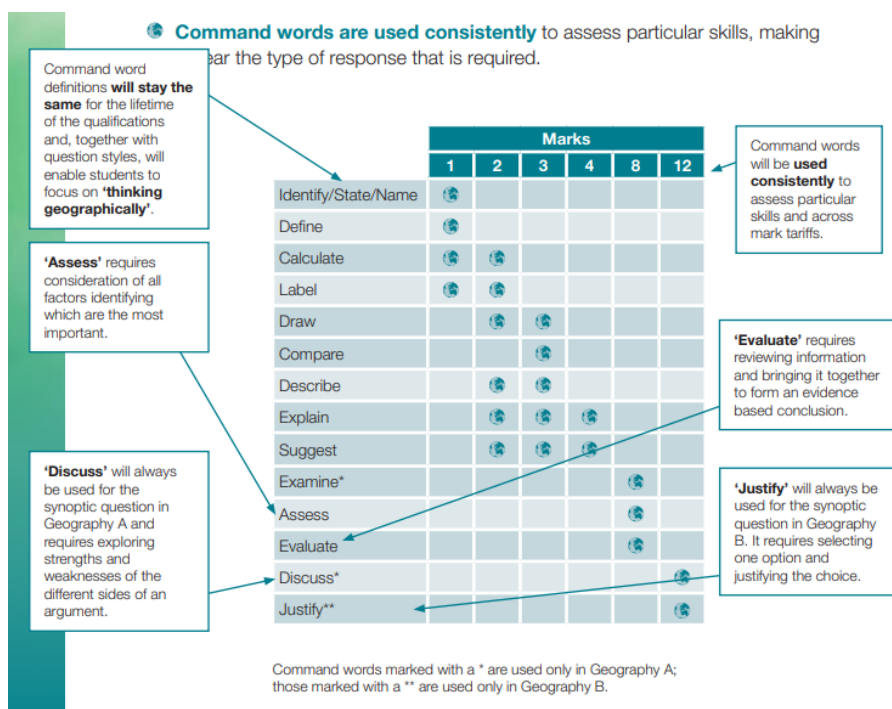 Command words are used consistently to assess particular skills, making
ear the type of response that is required.
Command word
definitions will stay the
same for the lifetime
of the qualifications
and, together with
question styles, will
enable students to
focus on ‘thinking
geographically’.
‘Assess’ requires
consideration of all
factors identifying
which are the most
important.
‘Discuss’ will always
be used for the
synoptic question in
Geography A and
requires exploring
strengths and
weaknesses of the
different sides of an
argument.
Marks
1 2 3 4 8 12
Identify/State/Name
Define
Calculate
Label
Draw
Compare
Describe
Explain
Suggest
Examine*
Assess
Evaluate
Discuss*
Justify**
Command words
will be used
consistently to
assess particular
skills and across
mark tariffs.
‘Evaluate’ requires
reviewing information
and bringing it together
to form an evidence
based conclusion.
‘Justify’ will always be
used for the synoptic
question in Geography
B. It requires selecting
one option and
justifying the choice.
Command words marked with a * are used only in Geography A;
those marked with a ** are used only in Geography B.